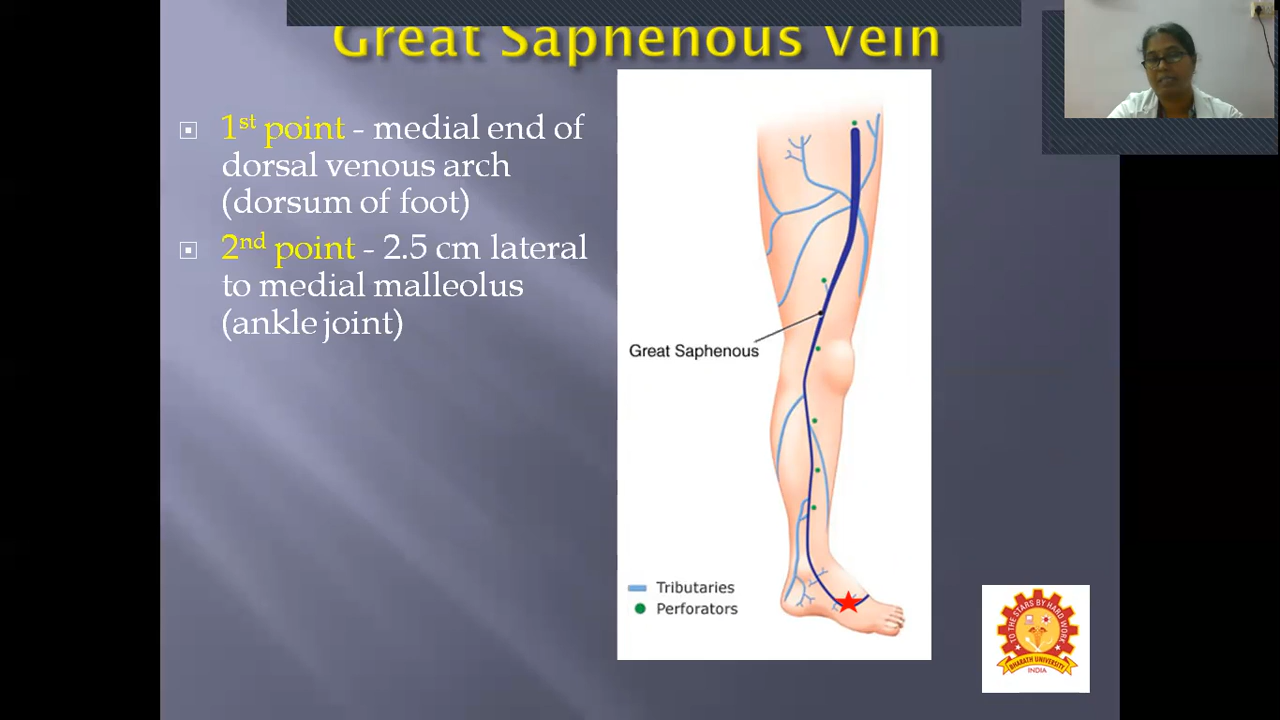 Great Saphenous Vein
1st point - medial end of
dorsal venous arch
(dorsum of foot)
2nd point - 2.5 cm lateral
to medial malleolus
(ankle joint)
Great Saphenous
Tributaries
Perforators
TO THE STARS BY HARD WORK
BHARATH UNIVERSITY
INDIA